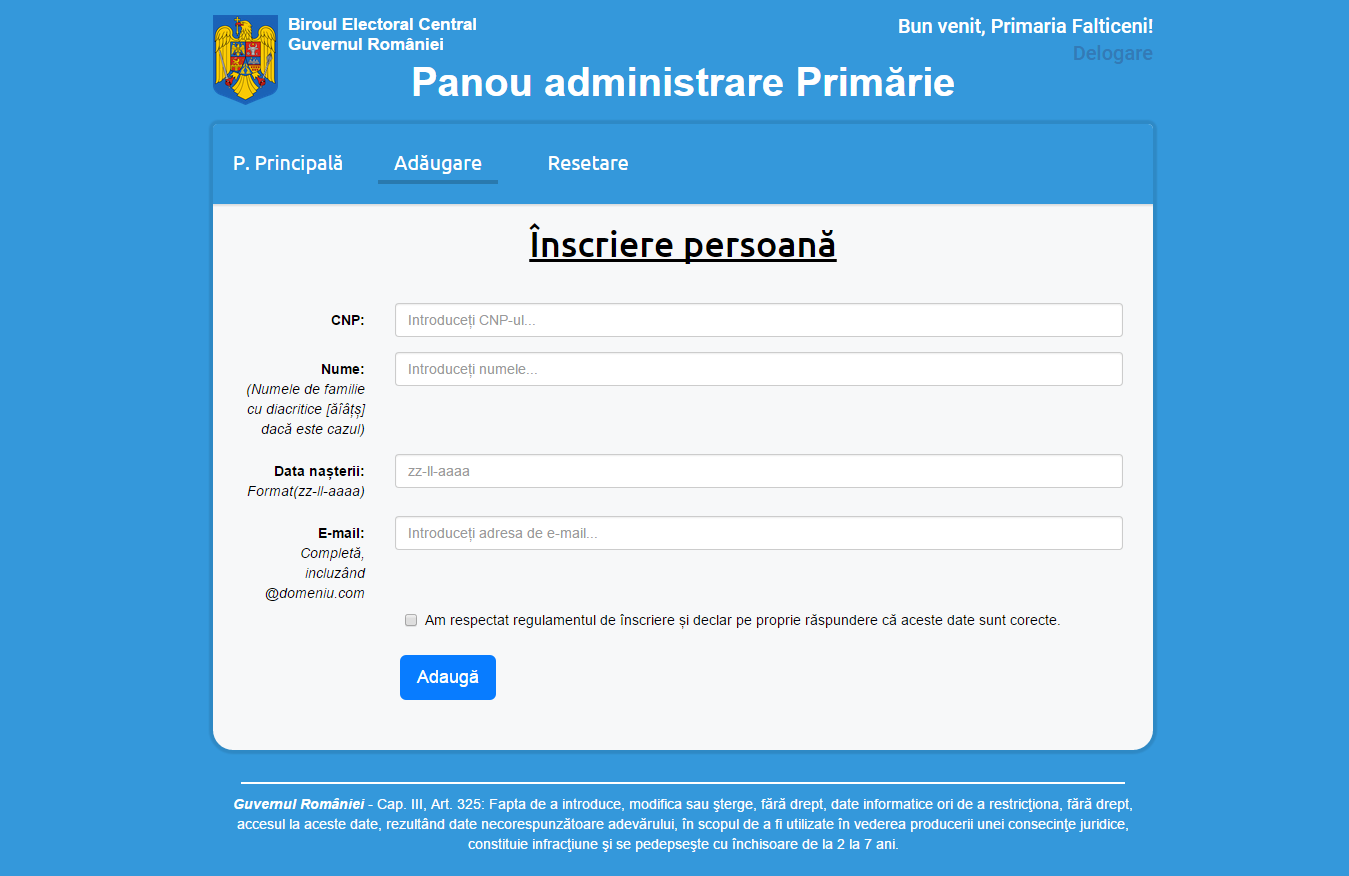 Biroul Electoral Central
Guvernul României
Bun venit, Primaria Falticeni!
Delogare
Panou administrare Primărie
P. Principală
Adăugare
Resetare
Înscriere persoană
CNP:
Introduceți CNP-ul...
Nume:
Introduceți numele...
(Numele de familie
cu diacritice [ăîâțș]
dacă este cazul)
Data nașterii:
zz-ll-aaaa
Format(zz-ll-aaaa)
E-mail:
Introduceți adresa de e-mail...
Completă,
incluzând
@domeniu.com
Am respectat regulamentul de înscriere și declar pe proprie răspundere că aceste date sunt corecte.
Adaugă
Guvernul României - Cap. III, Art. 325: Fapta de a introduce, modifica sau şterge, fără drept, date informatice ori de a restricţiona, fără drept,
accesul la aceste date, rezultând date necorespunzătoare adevărului, în scopul de a fi utilizate în vederea producerii unei consecinţe juridice,
constituie infracţiune şi se pedepseşte cu închisoare de la 2 la 7 ani.